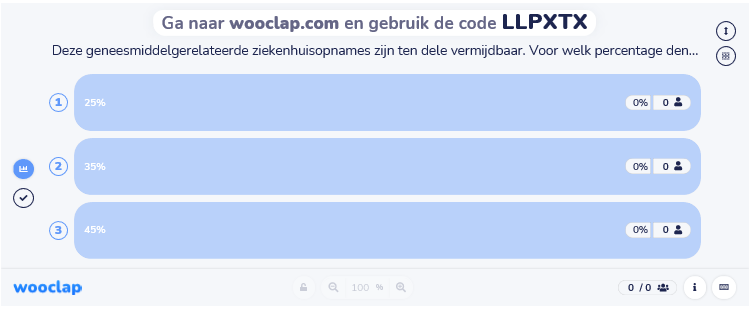 Ga naar wooclap.com en gebruik de code LLPXTX
Deze geneesmiddelgerelateerde ziekenhuisopnames zijn ten dele vermijdbaar. Voor welk percentage den...
1 25% 0% 0
2 35% 0% 0
3 45% 0% 0
wooclap 100 % 0 / 0 i